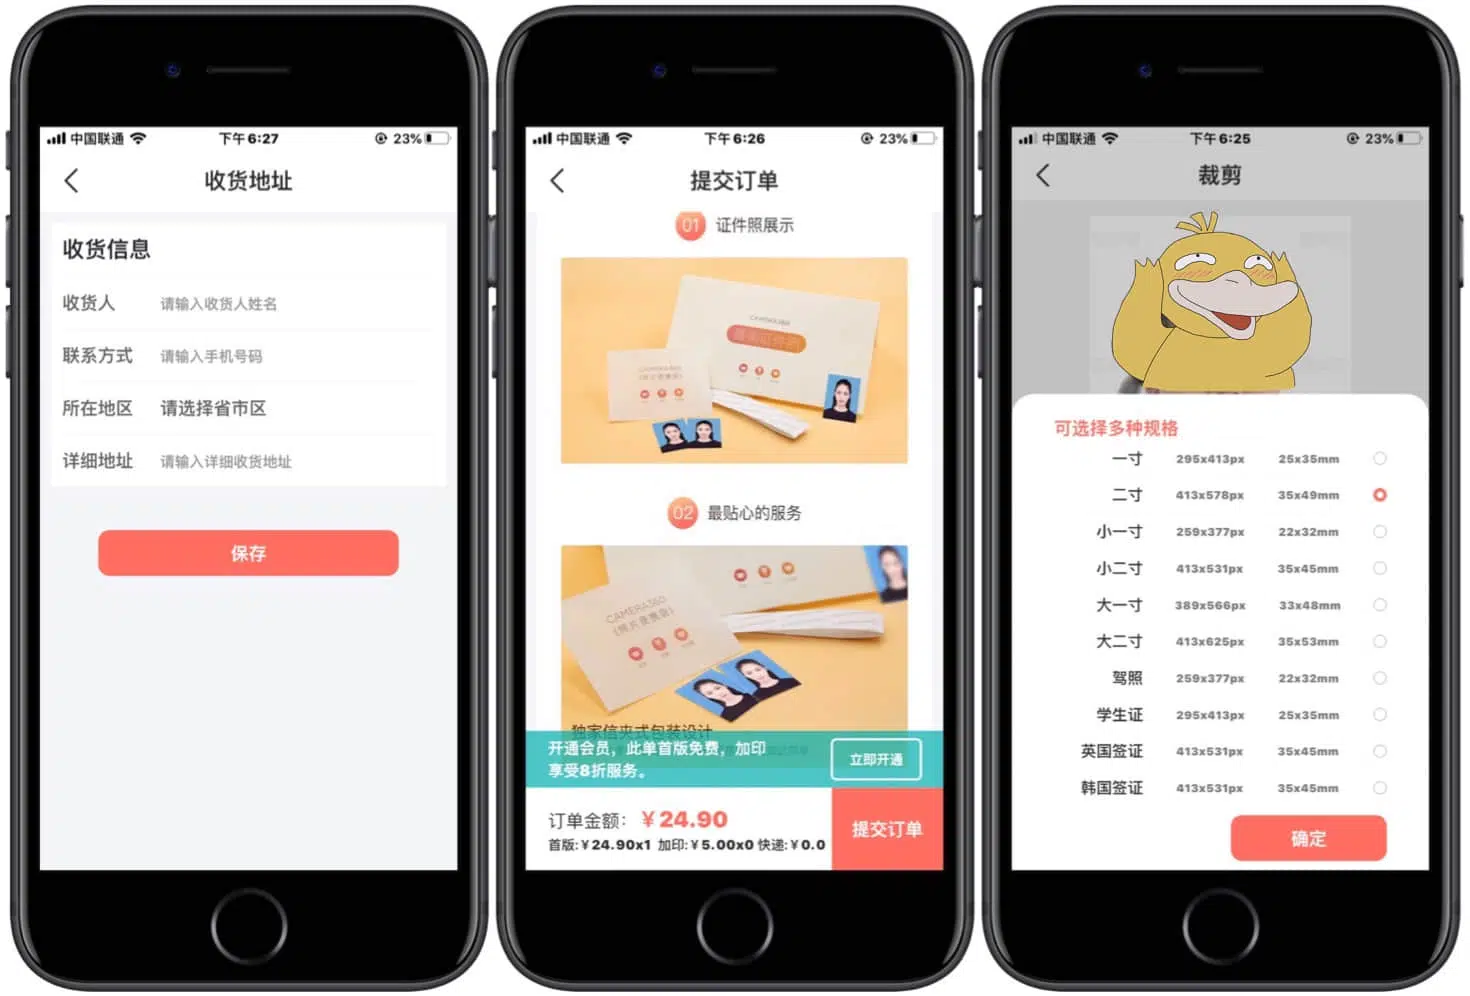 中国联通
下午6:27
23%
收货地址
收货信息
收货人 请输入收货人姓名
联系方式 请输入手机号码
所在地区 请选择省市区
详细地址 请输入详细收货地址
保存
中国联通
下午6:26
23%
提交订单
01 证件照展示
CAMERA360
02 最贴心的服务
CAMERA360
《照片便携袋》
独家信夹式包装设计
开通会员，此单首版免费，加印
享受8折服务。
立即开通
订单金额：￥24.90
首版:￥24.90x1 加印:￥5.00x0 快递:￥0.0
提交订单
中国联通
下午6:25
23%
裁剪
可选择多种规格
一寸 295x413px 25x35mm
二寸 413x578px 35x49mm
小一寸 259x377px 22x32mm
小二寸 413x531px 35x45mm
大一寸 389x566px 33x48mm
大二寸 413x625px 35x53mm
驾照 259x377px 22x32mm
学生证 295x413px 25x35mm
英国签证 413x531px 35x45mm
韩国签证 413x531px 35x45mm
确定